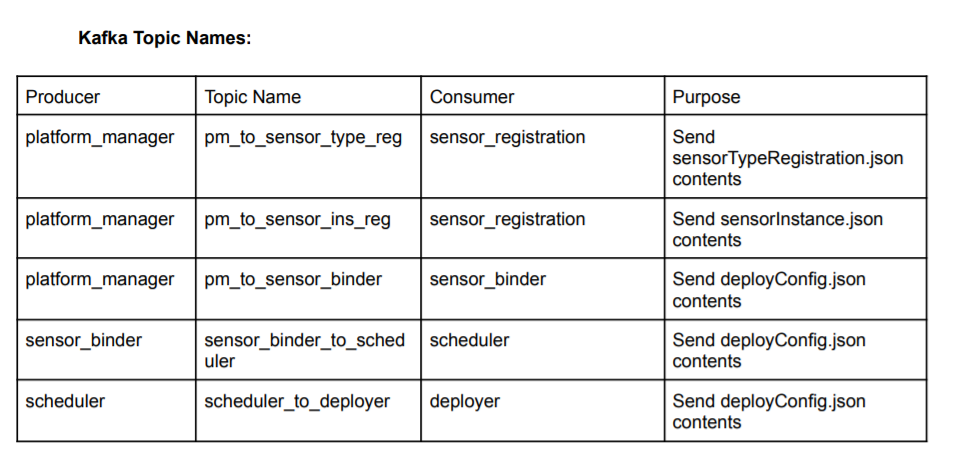 Kafka Topic Names:
Producer Topic Name Consumer Purpose
platform_manager pm_to_sensor_type_reg sensor_registration Send
sensorTypeRegistration.json
contents
platform_manager pm_to_sensor_ins_reg sensor_registration Send sensorInstance.json
contents
platform_manager pm_to_sensor_binder sensor_binder Send deployConfig.json
contents
sensor_binder sensor_binder_to_sched scheduler Send deployConfig.json
uler contents
scheduler scheduler_to_deployer deployer Send deployConfig.json
contents